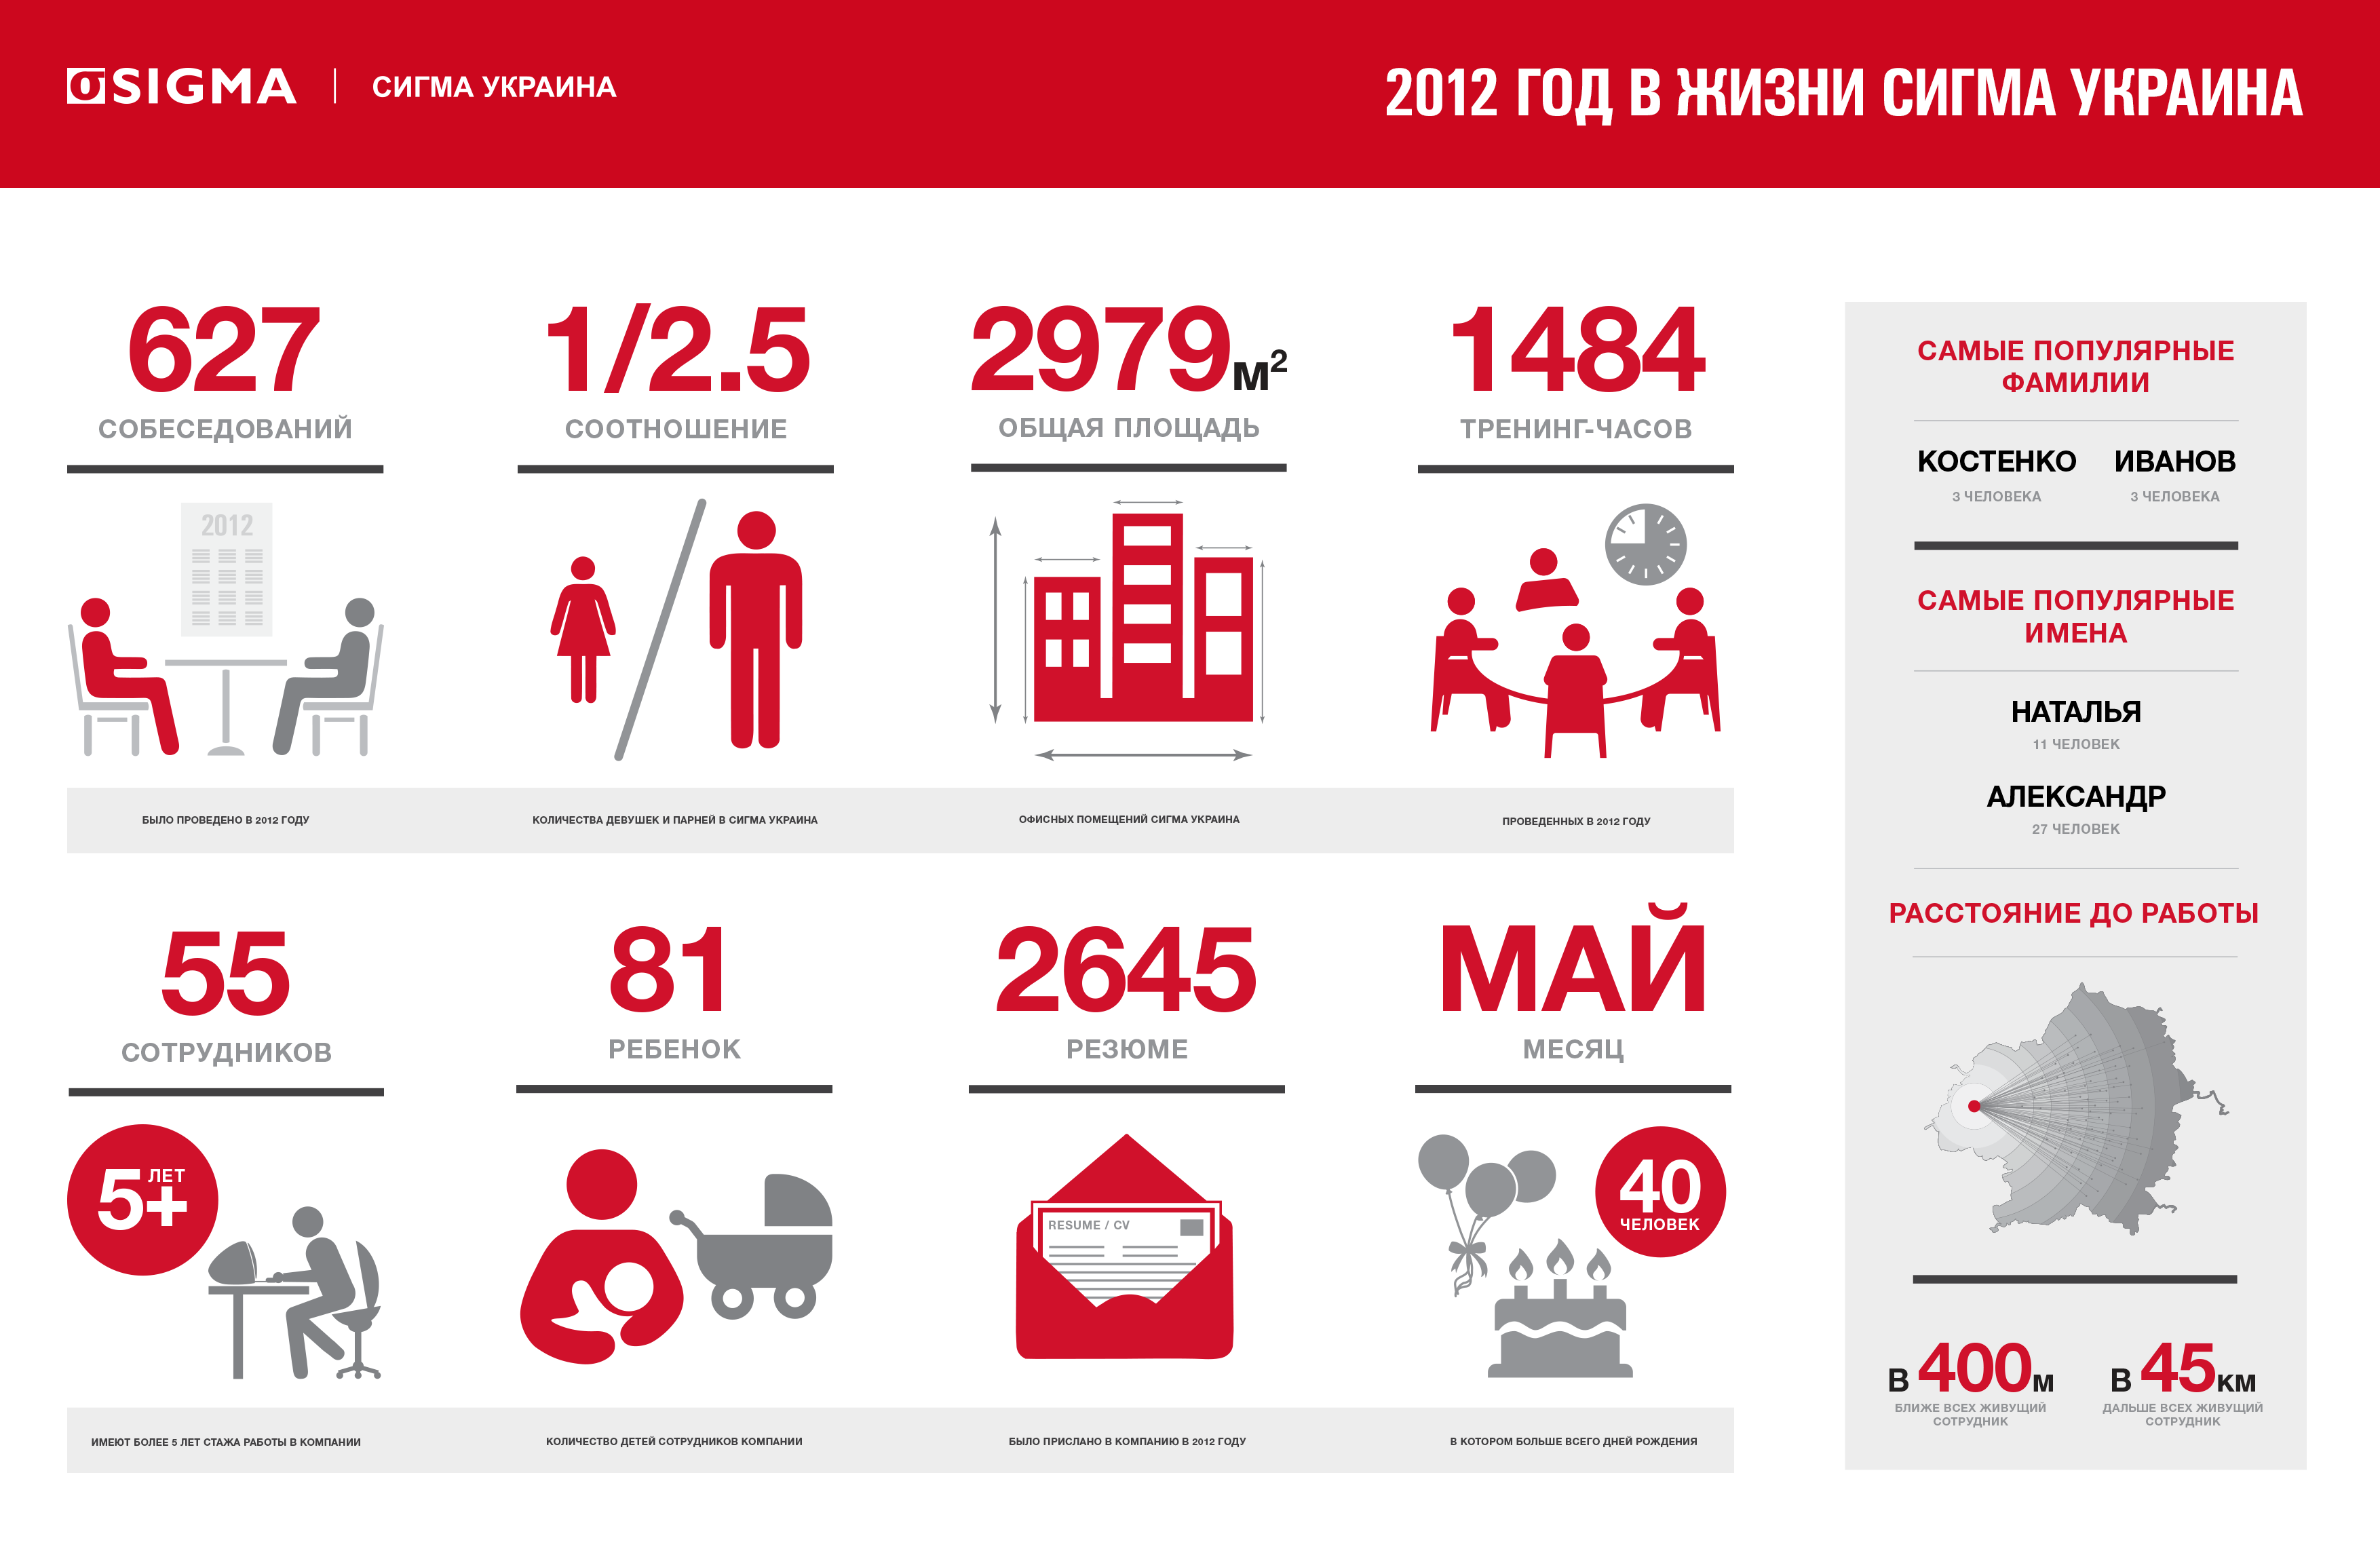 σSIGMA
СИГМА УКРАИНА
2012 ГОД В ЖИЗНИ СИГМА УКРАИНА
627
СОБЕСЕДОВАНИЙ
2012
БЫЛО ПРОВЕДЕНО В 2012 ГОДУ
1/2.5
СООТНОШЕНИЕ
КОЛИЧЕСТВА ДЕВУШЕК И ПАРНЕЙ В СИГМА УКРАИНА
2979м²
ОБЩАЯ ПЛОЩАДЬ
ОФИСНЫХ ПОМЕЩЕНИЙ СИГМА УКРАИНА
1484
ТРЕНИНГ-ЧАСОВ
ПРОВЕДЕННЫХ В 2012 ГОДУ
55
СОТРУДНИКОВ
5+ ЛЕТ
ИМЕЮТ БОЛЕЕ 5 ЛЕТ СТАЖА РАБОТЫ В КОМПАНИИ
81
РЕБЕНОК
КОЛИЧЕСТВО ДЕТЕЙ СОТРУДНИКОВ КОМПАНИИ
2645
РЕЗЮМЕ
RESUME / CV
БЫЛО ПРИСЛАНО В КОМПАНИЮ В 2012 ГОДУ
МАЙ
МЕСЯЦ
40
ЧЕЛОВЕК
В КОТОРОМ БОЛЬШЕ ВСЕГО ДНЕЙ РОЖДЕНИЯ
САМЫЕ ПОПУЛЯРНЫЕ
ФАМИЛИИ
КОСТЕНКО
3 ЧЕЛОВЕКА
ИВАНОВ
3 ЧЕЛОВЕКА
САМЫЕ ПОПУЛЯРНЫЕ
ИМЕНА
НАТАЛЬЯ
11 ЧЕЛОВЕК
АЛЕКСАНДР
27 ЧЕЛОВЕК
РАССТОЯНИЕ ДО РАБОТЫ
В 400м
БЛИЖЕ ВСЕХ ЖИВУЩИЙ
СОТРУДНИК
В 45км
ДАЛЬШЕ ВСЕХ ЖИВУЩИЙ
СОТРУДНИК